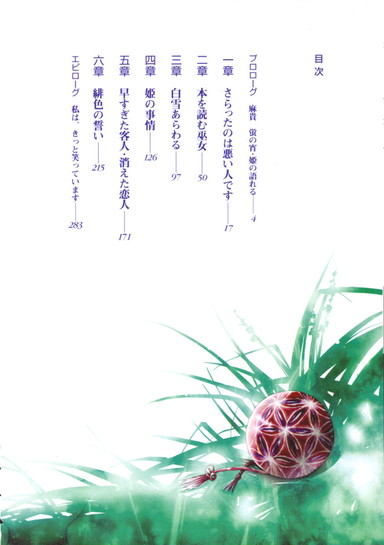 目次
プロローグ 麻貴 蛍の宵・姫の語れる――4
一章 さらったのは悪い人です――17
二章 本を読む巫女――50
三章 白雪あらわる――97
四章 姫の事情――126
五章 早すぎた客人・消えた恋人――171
六章 緋色の誓い――215
エピローグ 私は、きっと笑っています――283